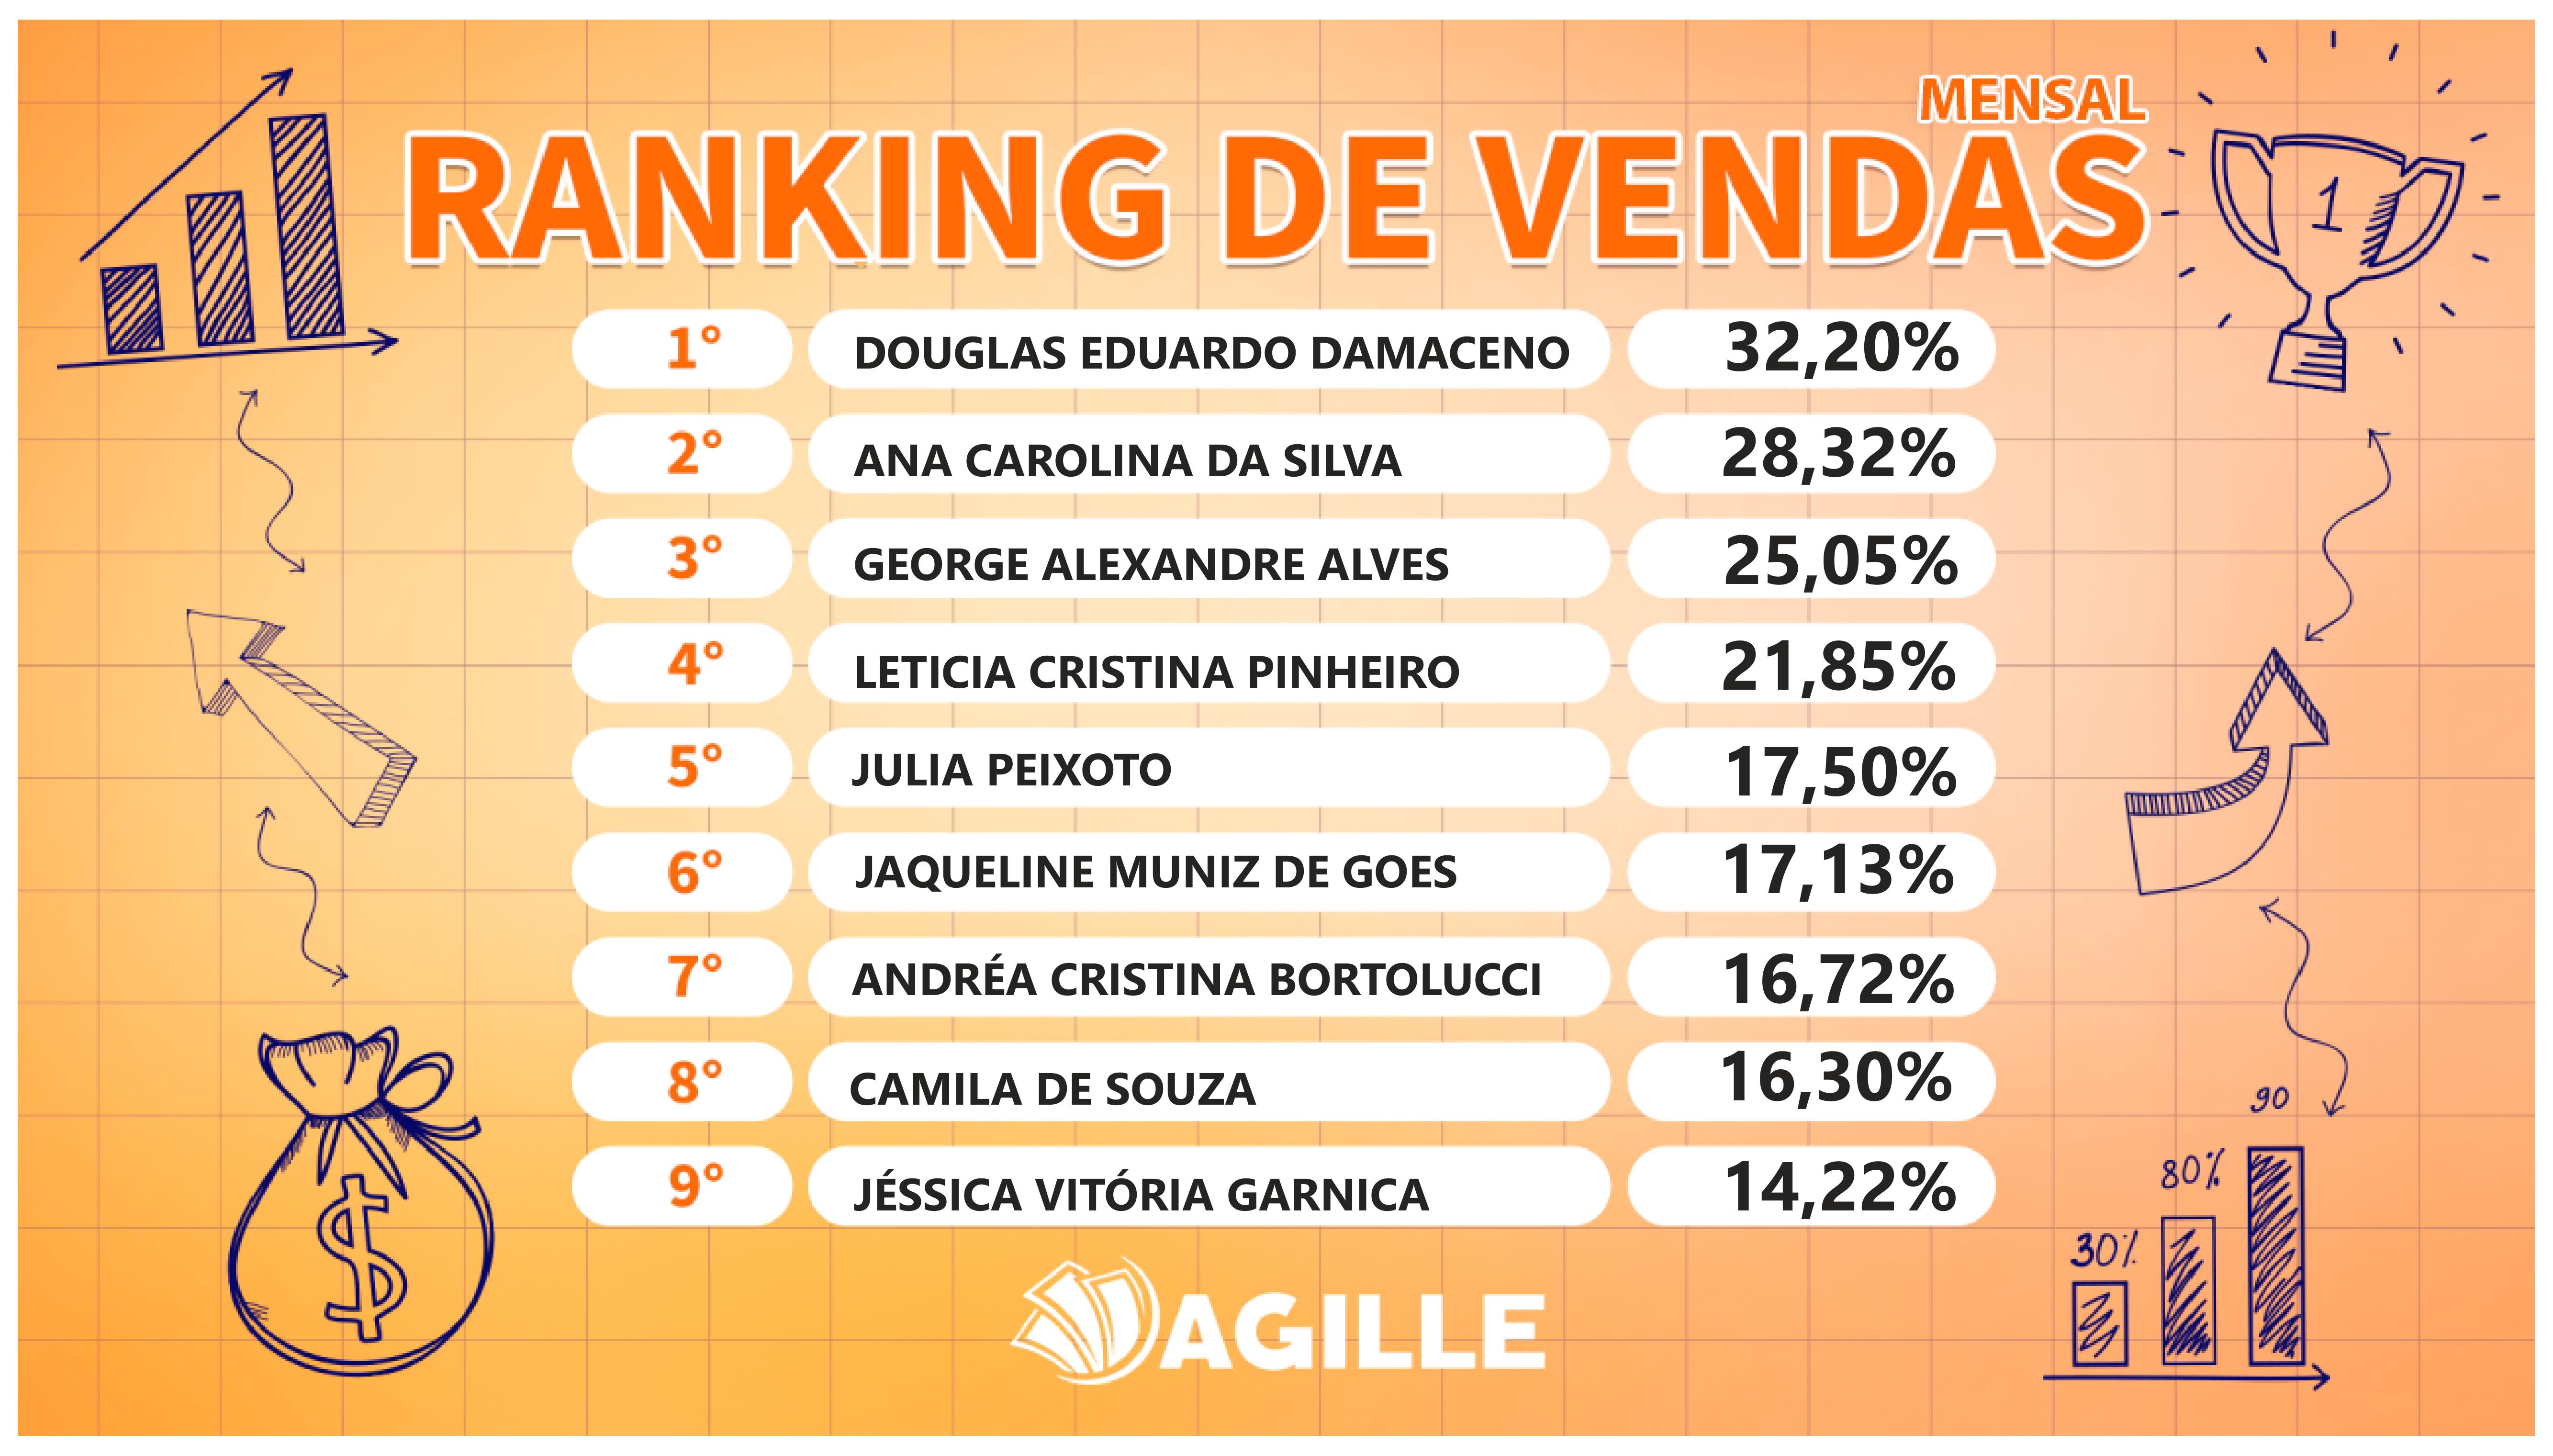 MENSAL
RANKING DE VENDAS
1° DOUGLAS EDUARDO DAMACENO 32,20%
2° ANA CAROLINA DA SILVA 28,32%
3° GEORGE ALEXANDRE ALVES 25,05%
4° LETICIA CRISTINA PINHEIRO 21,85%
5° JULIA PEIXOTO 17,50%
6° JAQUELINE MUNIZ DE GOES 17,13%
7° ANDRÉA CRISTINA BORTOLUCCI 16,72%
8° CAMILA DE SOUZA 16,30%
9° JÉSSICA VITÓRIA GARNICA 14,22%
1
$
90
80%
30%
AGILLE